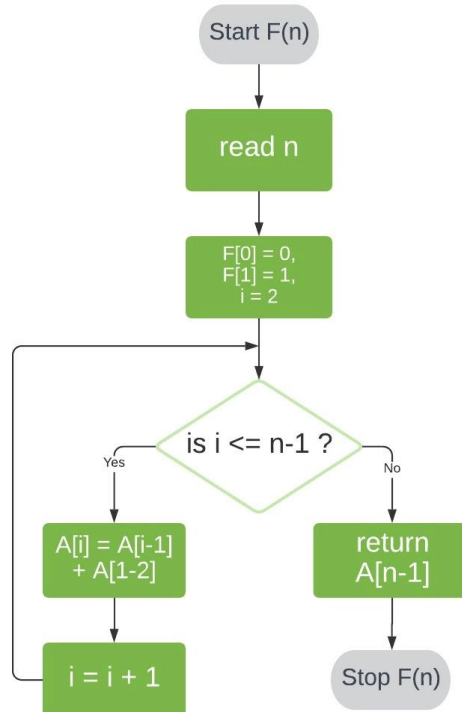 Start F(n)
read n
F[0] = 0,
F[1] = 1,
i = 2
is i <= n-1 ?
Yes
No
A[i] = A[i-1]
+ A[1-2]
return
A[n-1]
i = i + 1
Stop F(n)